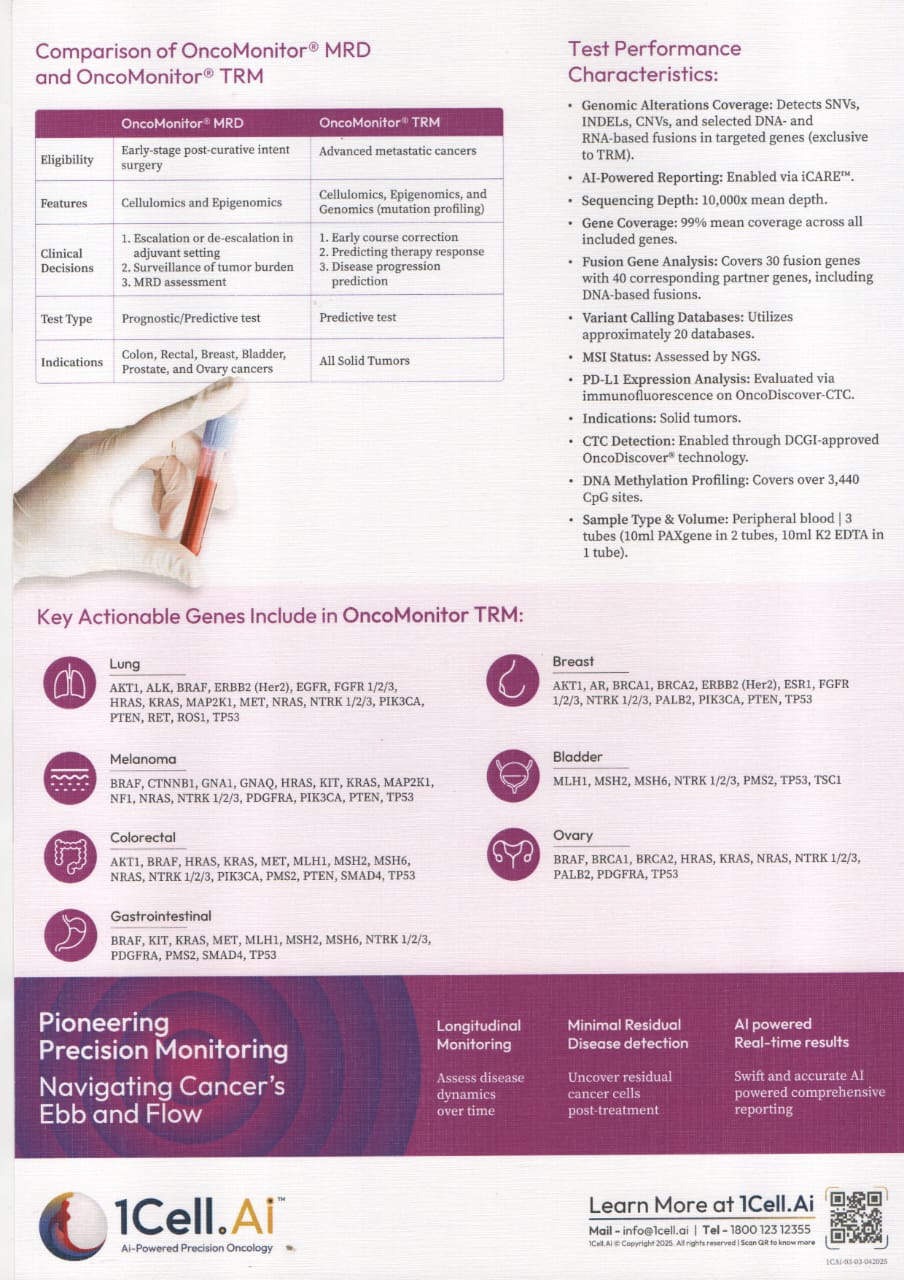 Comparison of OncoMonitor® MRD
and OncoMonitor® TRM
OncoMonitor® MRD
OncoMonitor® TRM
Eligibility
Early-stage post-curative intent
surgery
Advanced metastatic cancers
Features
Cellulomics and Epigenomics
Cellulomics, Epigenomics, and
Genomics (mutation profiling)
Clinical
Decisions
1. Escalation or de-escalation in
adjuvant setting
2. Surveillance of tumor burden
3. MRD assessment
1. Early course correction
2. Predicting therapy response
3. Disease progression
prediction
Test Type
Prognostic/Predictive test
Predictive test
Indications
Colon, Rectal, Breast, Bladder,
Prostate, and Ovary cancers
All Solid Tumors
Test Performance
Characteristics:
• Genomic Alterations Coverage: Detects SNVs,
INDELs, CNVs, and selected DNA- and
RNA-based fusions in targeted genes (exclusive
to TRM).
• AI-Powered Reporting: Enabled via iCARE™.
• Sequencing Depth: 10,000x mean depth.
• Gene Coverage: 99% mean coverage across all
included genes.
• Fusion Gene Analysis: Covers 30 fusion genes
with 40 corresponding partner genes, including
DNA-based fusions.
• Variant Calling Databases: Utilizes
approximately 20 databases.
• MSI Status: Assessed by NGS.
• PD-L1 Expression Analysis: Evaluated via
immunofluorescence on OncoDiscover-CTC.
• Indications: Solid tumors.
• CTC Detection: Enabled through DCGI-approved
OncoDiscover® technology.
• DNA Methylation Profiling: Covers over 3,440
CpG sites.
• Sample Type & Volume: Peripheral blood | 3
tubes (10ml PAXgene in 2 tubes, 10ml K2 EDTA in
1 tube).
Key Actionable Genes Include in OncoMonitor TRM:
Lung
AKT1, ALK, BRAF, ERBB2 (Her2), EGFR, FGFR 1/2/3,
HRAS, KRAS, MAP2K1, MET, NRAS, NTRK 1/2/3, PIK3CA,
PTEN, RET, ROS1, TP53
Breast
AKT1, AR, BRCA1, BRCA2, ERBB2 (Her2), ESR1, FGFR
1/2/3, NTRK 1/2/3, PALB2, PIK3CA, PTEN, TP53
Melanoma
BRAF, CTNNB1, GNA1, GNAQ, HRAS, KIT, KRAS, MAP2K1,
NF1, NRAS, NTRK 1/2/3, PDGFRA, PIK3CA, PTEN, TP53
Bladder
MLH1, MSH2, MSH6, NTRK 1/2/3, PMS2, TP53, TSC1
Colorectal
AKT1, BRAF, HRAS, KRAS, MET, MLH1, MSH2, MSH6,
NRAS, NTRK 1/2/3, PIK3CA, PMS2, PTEN, SMAD4, TP53
Ovary
BRAF, BRCA1, BRCA2, HRAS, KRAS, NRAS, NTRK 1/2/3,
PALB2, PDGFRA, TP53
Gastrointestinal
BRAF, KIT, KRAS, MET, MLH1, MSH2, MSH6, NTRK 1/2/3,
PDGFRA, PMS2, SMAD4, TP53
Pioneering
Precision Monitoring
Navigating Cancer's
Ebb and Flow
Longitudinal
Monitoring
Assess disease
dynamics
over time
Minimal Residual
Disease detection
Uncover residual
cancer cells
post-treatment
AI powered
Real-time results
Swift and accurate AI
powered comprehensive
reporting
1Cell.Ai™
Ai-Powered Precision Oncology
Learn More at 1Cell.Ai
Mail - info@1cell.ai | Tel - 1800 123 12355
1Cell.Ai © Copyright 2025. All rights reserved | Scan QR to know more
1CAi-03-03-042025